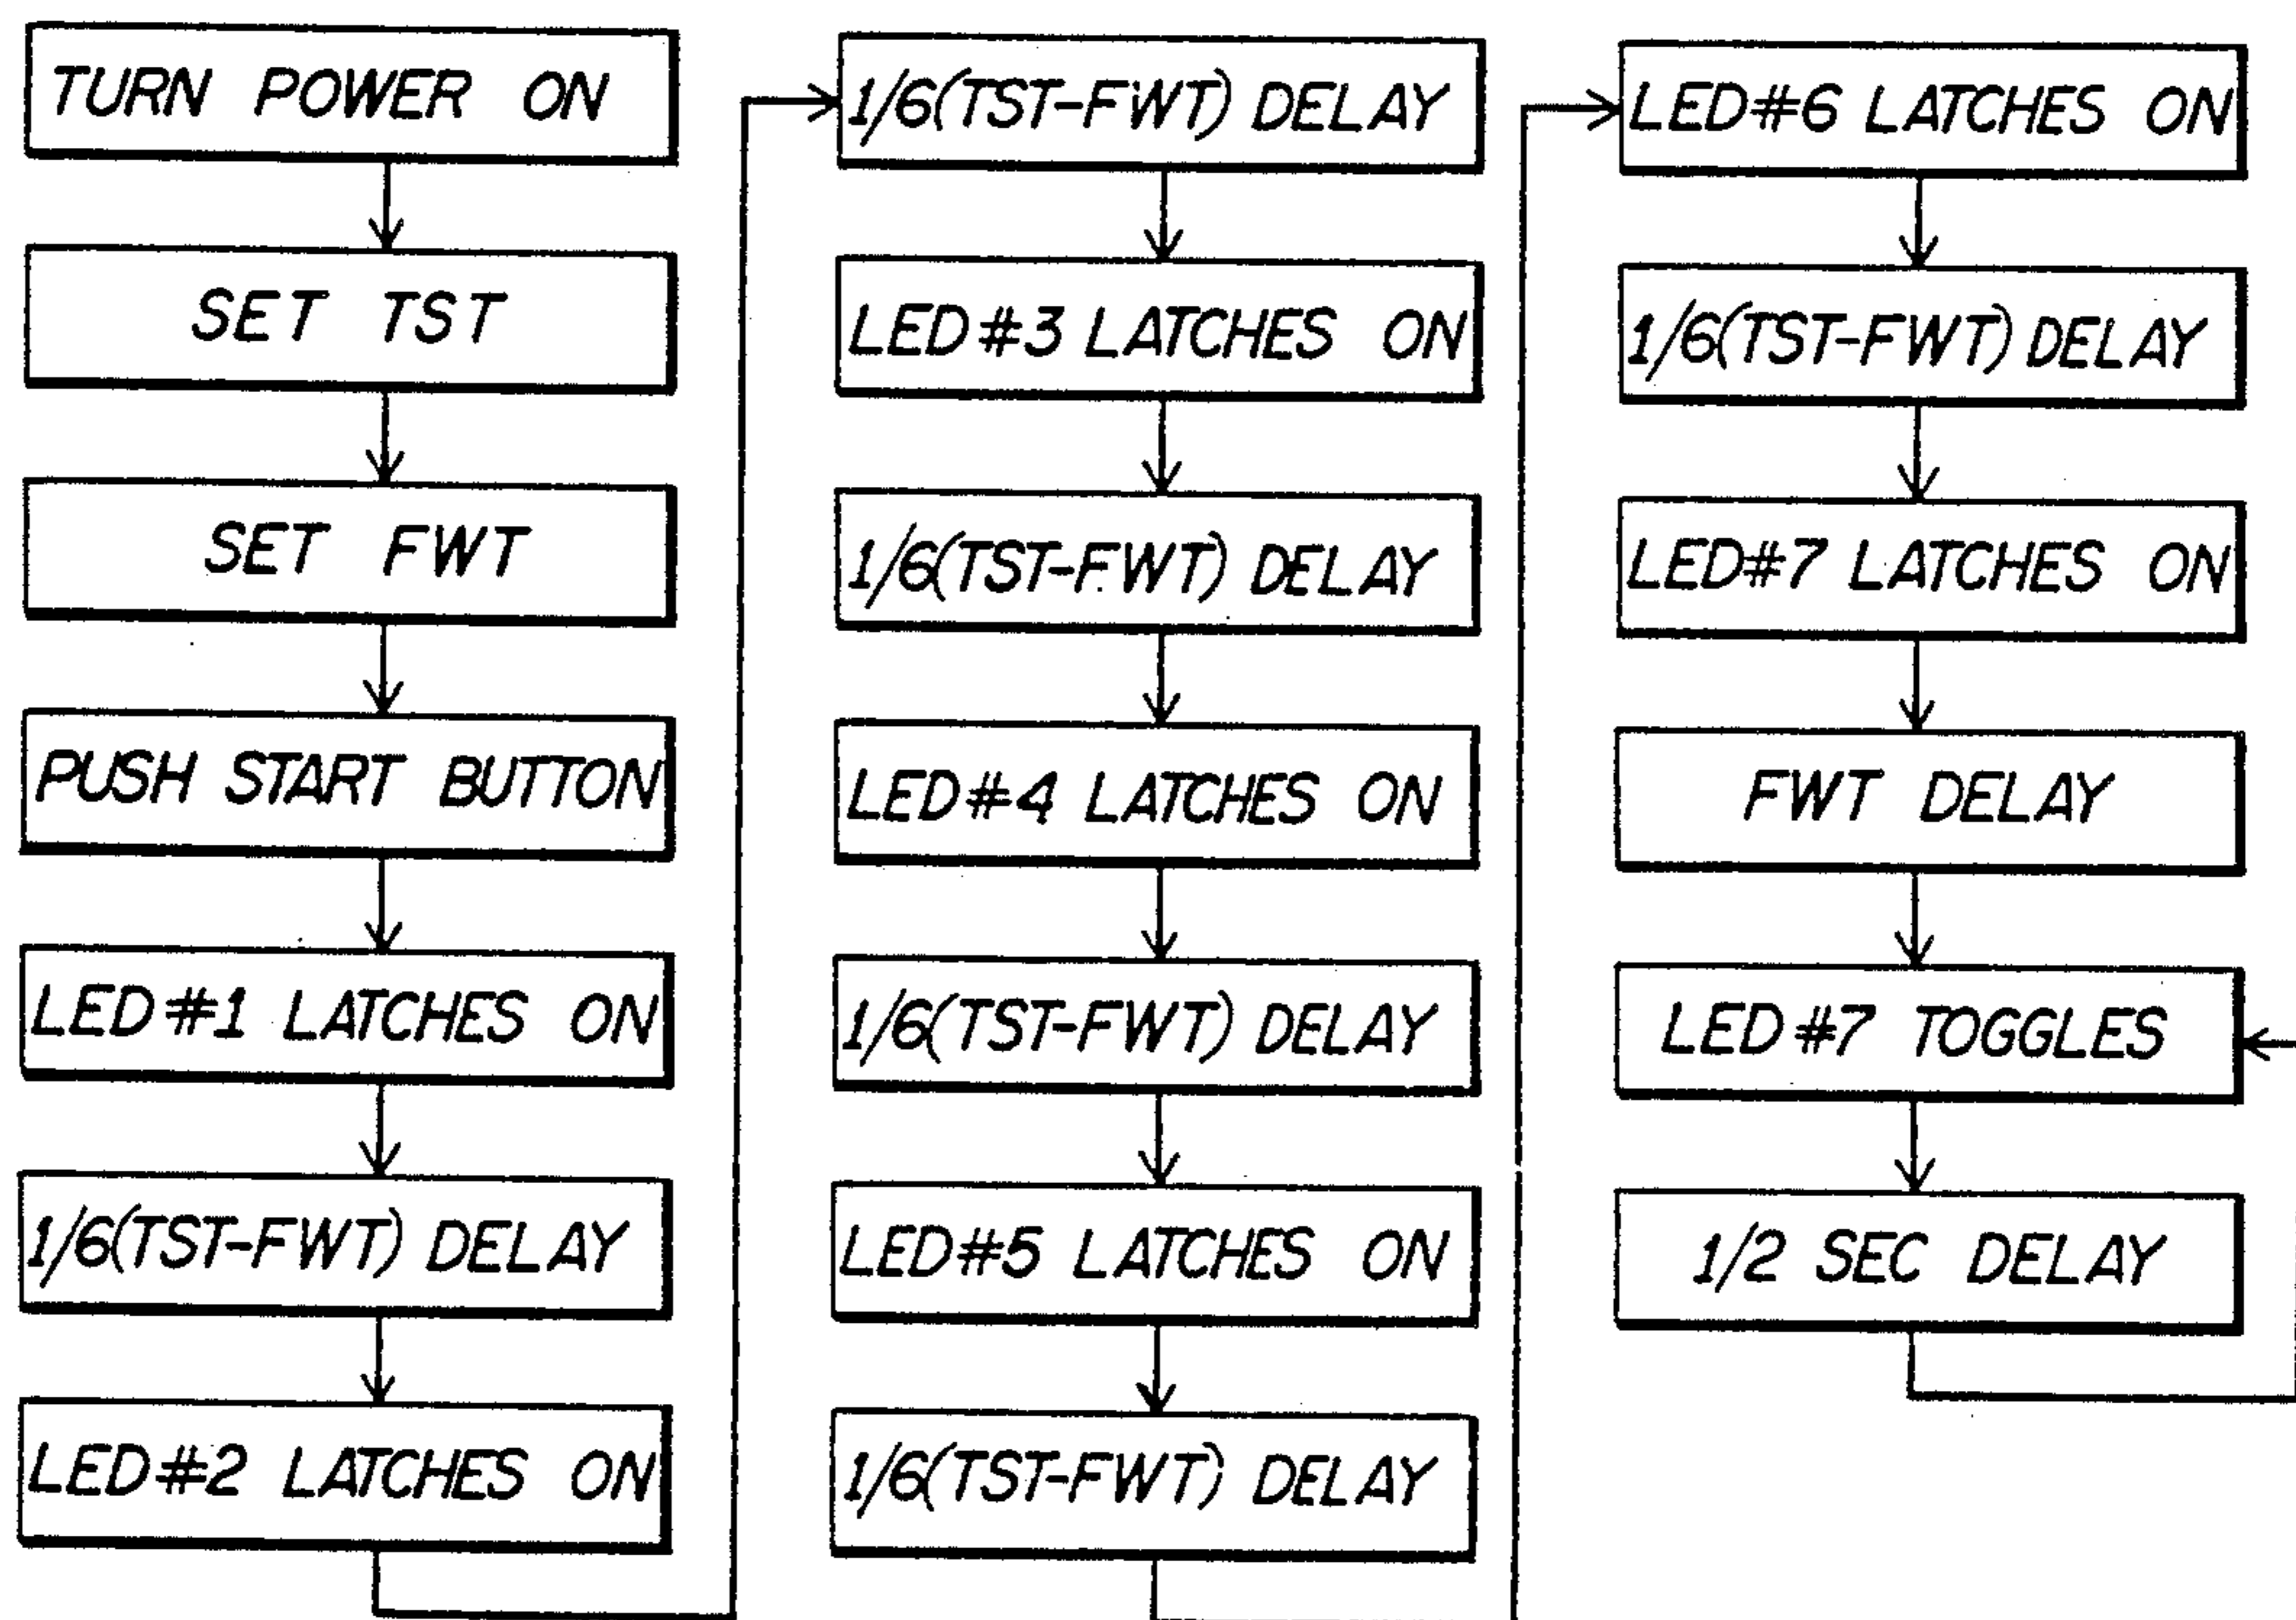 TURN POWER ON
SET TST
SET FWT
PUSH START BUTTON
LED#1 LATCHES ON
1/6(TST-FWT) DELAY
LED#2 LATCHES ON
1/6(TST-FWT) DELAY
LED#3 LATCHES ON
1/6(TST-FWT) DELAY
LED#4 LATCHES ON
1/6(TST-FWT) DELAY
LED#5 LATCHES ON
1/6(TST-FWT) DELAY
LED#6 LATCHES ON
1/6(TST-FWT) DELAY
LED#7 LATCHES ON
FWT DELAY
LED#7 TOGGLES
1/2 SEC DELAY